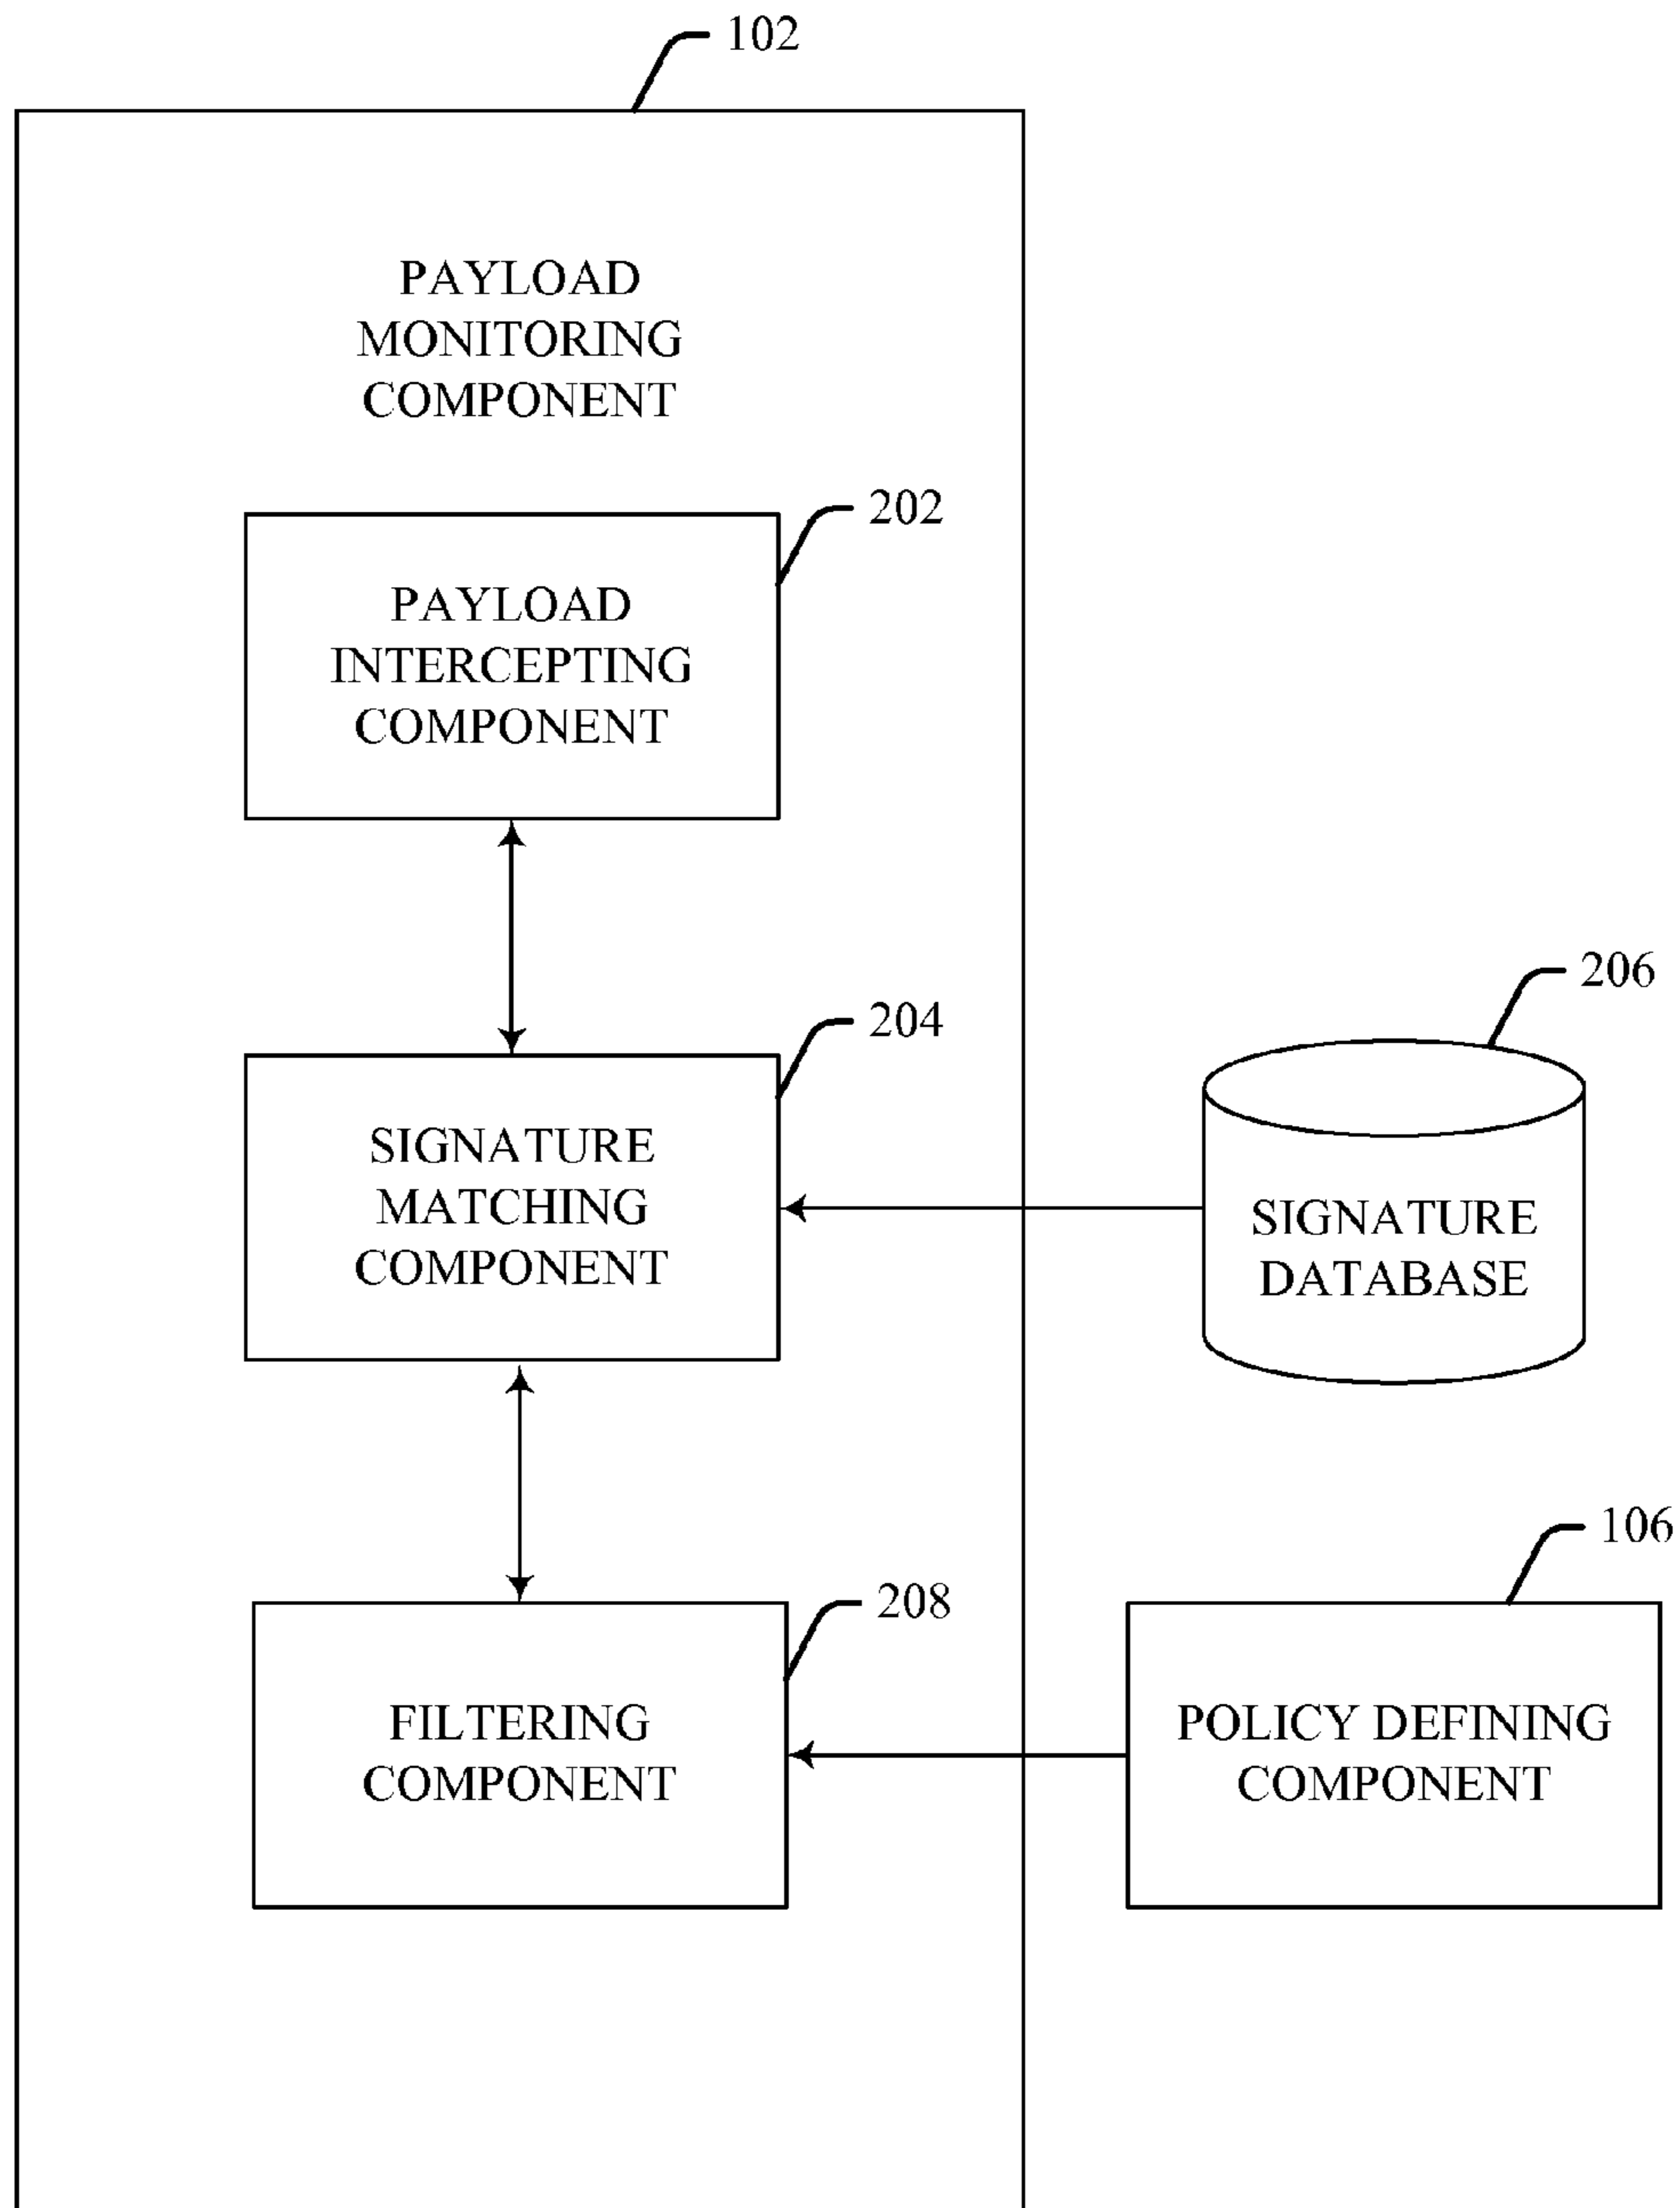 102
PAYLOAD
MONITORING
COMPONENT
202
PAYLOAD
INTERCEPTING
COMPONENT
204
SIGNATURE
MATCHING
COMPONENT
206
SIGNATURE
DATABASE
208
FILTERING
COMPONENT
106
POLICY DEFINING
COMPONENT